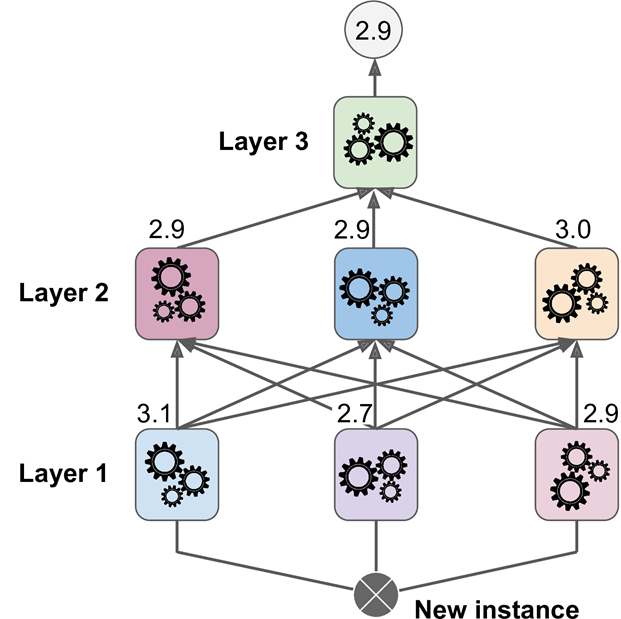 2.9
Layer 3
2.9 2.9 3.0
Layer 2
3.1 2.7 2.9
Layer 1
New instance